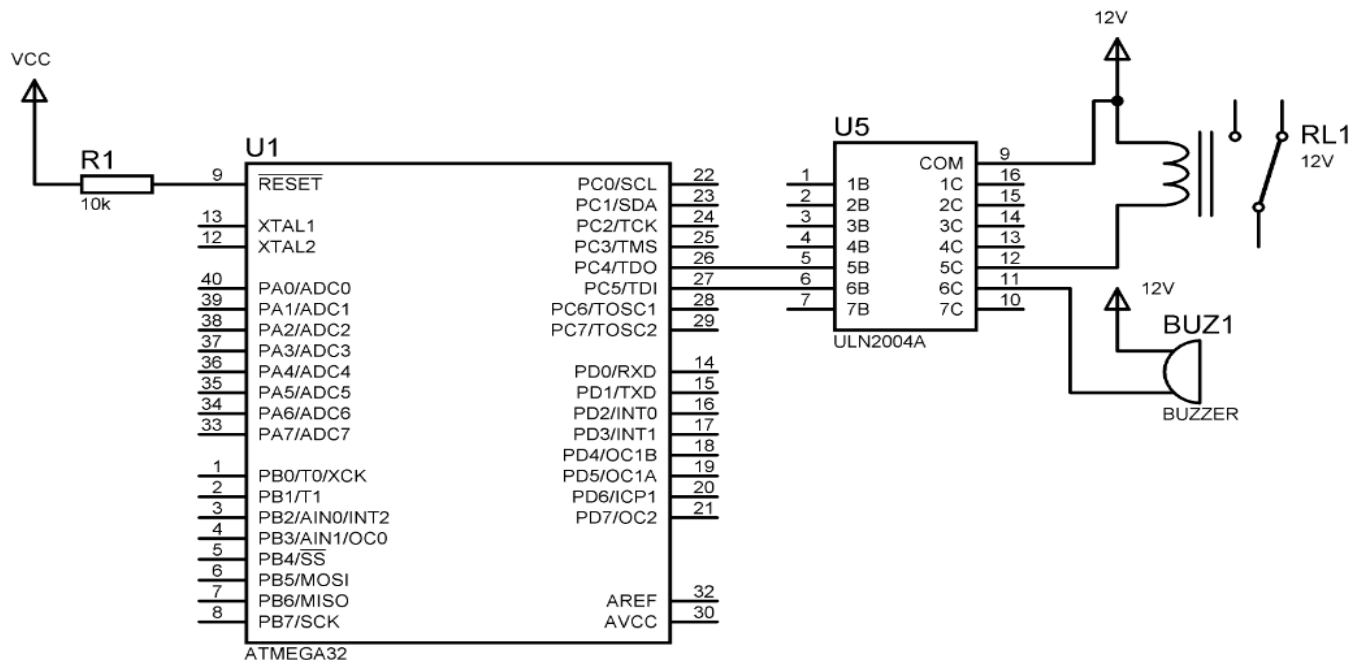 VCC
R1
10k
U1
9 RESET
13 XTAL1
12 XTAL2
40 PA0/ADC0
39 PA1/ADC1
38 PA2/ADC2
37 PA3/ADC3
36 PA4/ADC4
35 PA5/ADC5
34 PA6/ADC6
33 PA7/ADC7
1 PB0/T0/XCK
2 PB1/T1
3 PB2/AIN0/INT2
4 PB3/AIN1/OC0
5 PB4/SS
6 PB5/MOSI
7 PB6/MISO
8 PB7/SCK
PC0/SCL 22
PC1/SDA 23
PC2/TCK 24
PC3/TMS 25
PC4/TDO 26
PC5/TDI 27
PC6/TOSC1 28
PC7/TOSC2 29
PD0/RXD 14
PD1/TXD 15
PD2/INT0 16
PD3/INT1 17
PD4/OC1B 18
PD5/OC1A 19
PD6/ICP1 20
PD7/OC2 21
AREF 32
AVCC 30
ATMEGA32
U5
COM 9
1 1B 1C 16
2 2B 2C 15
3 3B 3C 14
4 4B 4C 13
5 5B 5C 12
6 6B 6C 11
7 7B 7C 10
ULN2004A
12V
RL1
12V
12V
BUZ1
BUZZER